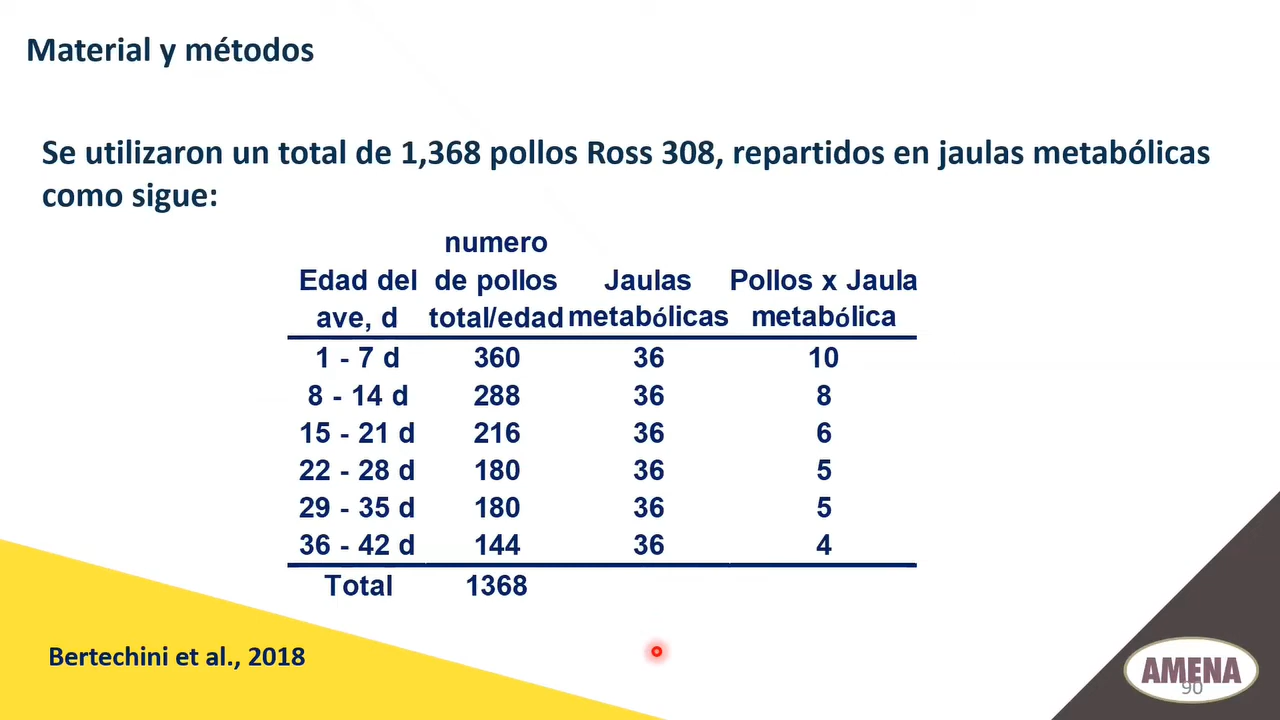 Material y métodos
Se utilizaron un total de 1,368 pollos Ross 308, repartidos en jaulas metabólicas
como sigue:
numero
Edad del de pollos Jaulas Pollos x Jaula
ave, d total/edad metabólicas metabólica
1 - 7 d 360 36 10
8 - 14 d 288 36 8
15 - 21 d 216 36 6
22 - 28 d 180 36 5
29 - 35 d 180 36 5
36 - 42 d 144 36 4
Total 1368
Bertechini et al., 2018
AMENA
90